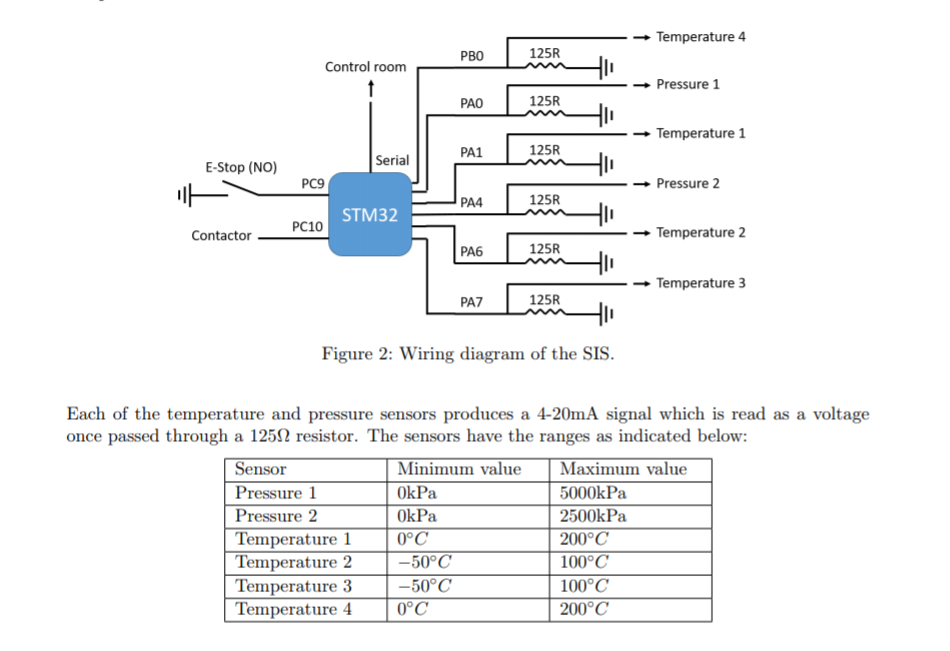 Temperature 4
PB0
125R
Control room
Pressure 1
PA0
125R
Temperature 1
PA1
125R
Serial
E-Stop (NO)
PC9
Pressure 2
PA4
125R
STM32
PC10
Contactor
Temperature 2
PA6
125R
Temperature 3
PA7
125R
Figure 2: Wiring diagram of the SIS.
Each of the temperature and pressure sensors produces a 4-20mA signal which is read as a voltage
once passed through a 125Ω resistor. The sensors have the ranges as indicated below:
Sensor Minimum value Maximum value
Pressure 1 0kPa 5000kPa
Pressure 2 0kPa 2500kPa
Temperature 1 0°C 200°C
Temperature 2 −50°C 100°C
Temperature 3 −50°C 100°C
Temperature 4 0°C 200°C